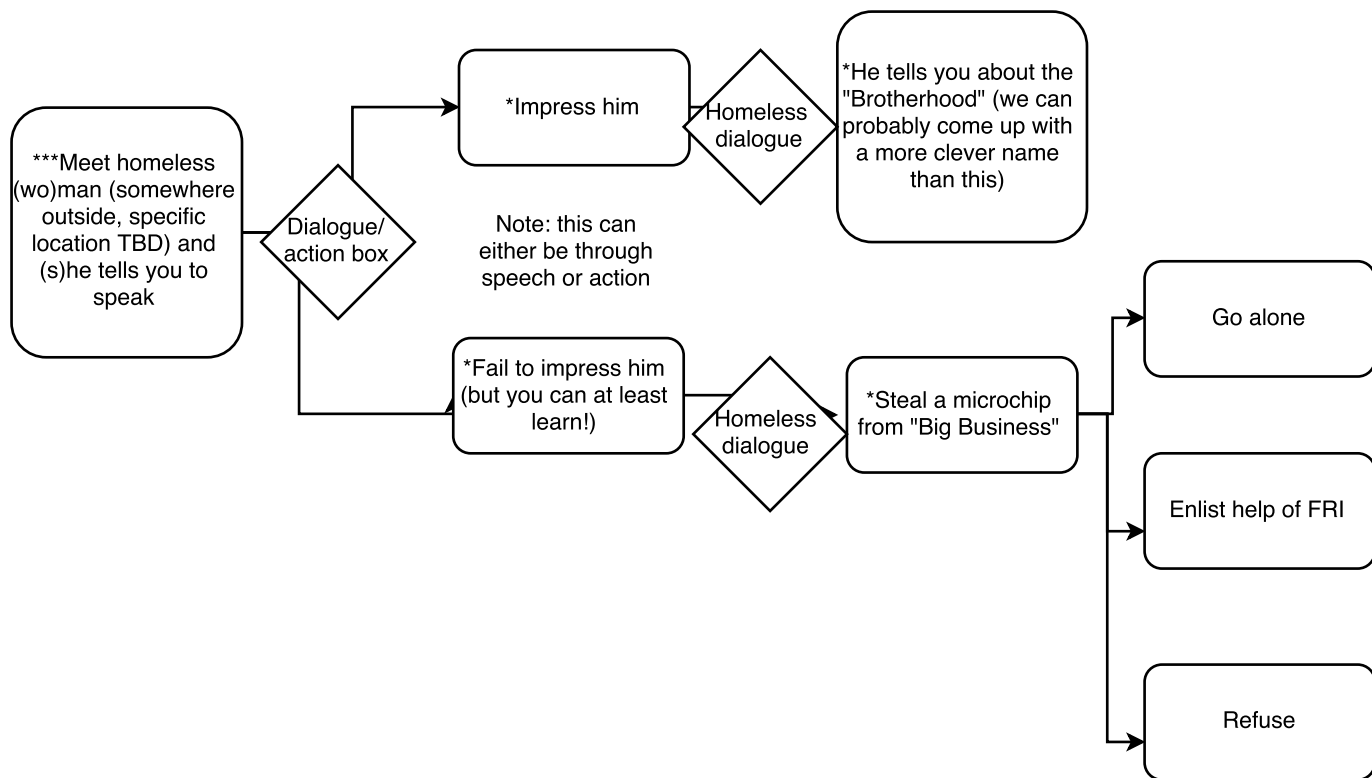 ***Meet homeless
(wo)man (somewhere
outside, specific
location TBD) and
(s)he tells you to
speak
Dialogue/
action box
*Impress him
Homeless
dialogue
*He tells you about the
"Brotherhood" (we can
probably come up with
a more clever name
than this)
Note: this can
either be through
speech or action
*Fail to impress him
(but you can at least
learn!)
Homeless
dialogue
*Steal a microchip
from "Big Business"
Go alone
Enlist help of FRI
Refuse